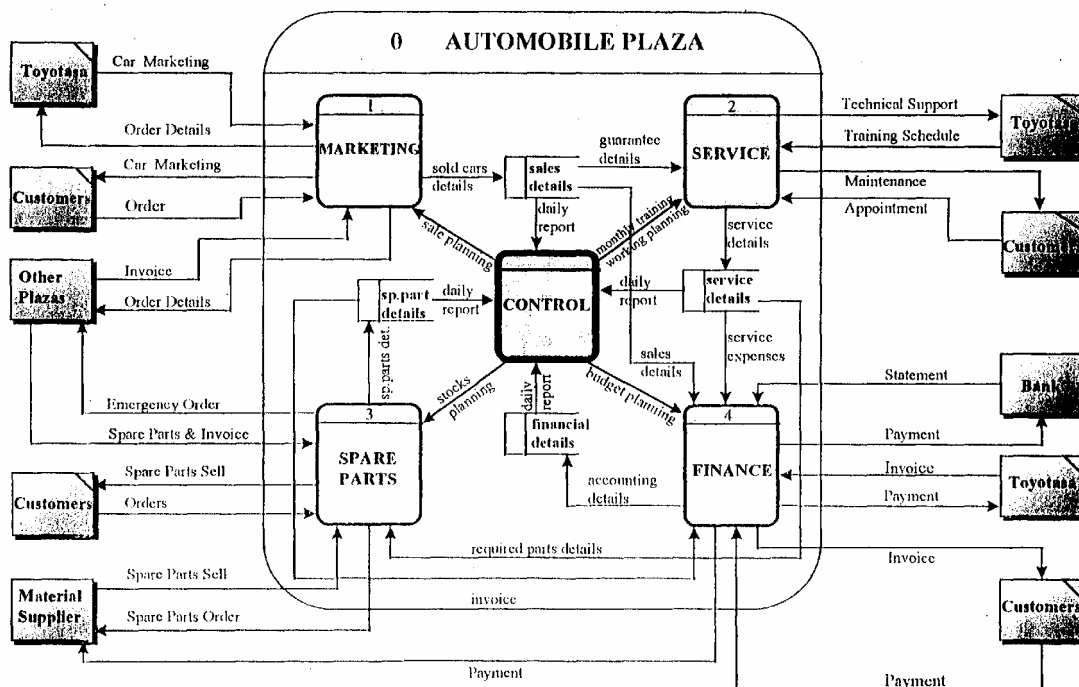 0 AUTOMOBILE PLAZA
Toyotasa
Car Marketing
Order Details
Customers
Car Marketing
Order
Other
Plazas
Invoice
Order Details
Emergency Order
Spare Parts & Invoice
Customers
Spare Parts Sell
Orders
Material
Supplier
Spare Parts Sell
Spare Parts Order
1
MARKETING
sold cars
details
sales
details
daily
report
guarantee
details
2
SERVICE
service
details
service
details
daily
report
service
expenses
sale planning
monthly training
working planning
CONTROL
sp.part
details
daily
report
sp.parts det.
stocks
planning
daily
report
budget planning
sales
details
3
SPARE
PARTS
financial
details
accounting
details
4
FINANCE
required parts details
invoice
Payment
Technical Support
Training Schedule
Toyotasa
Maintenance
Appointment
Statement
Payment
Invoice
Payment
Toyotasa
Invoice
Customers
Payment